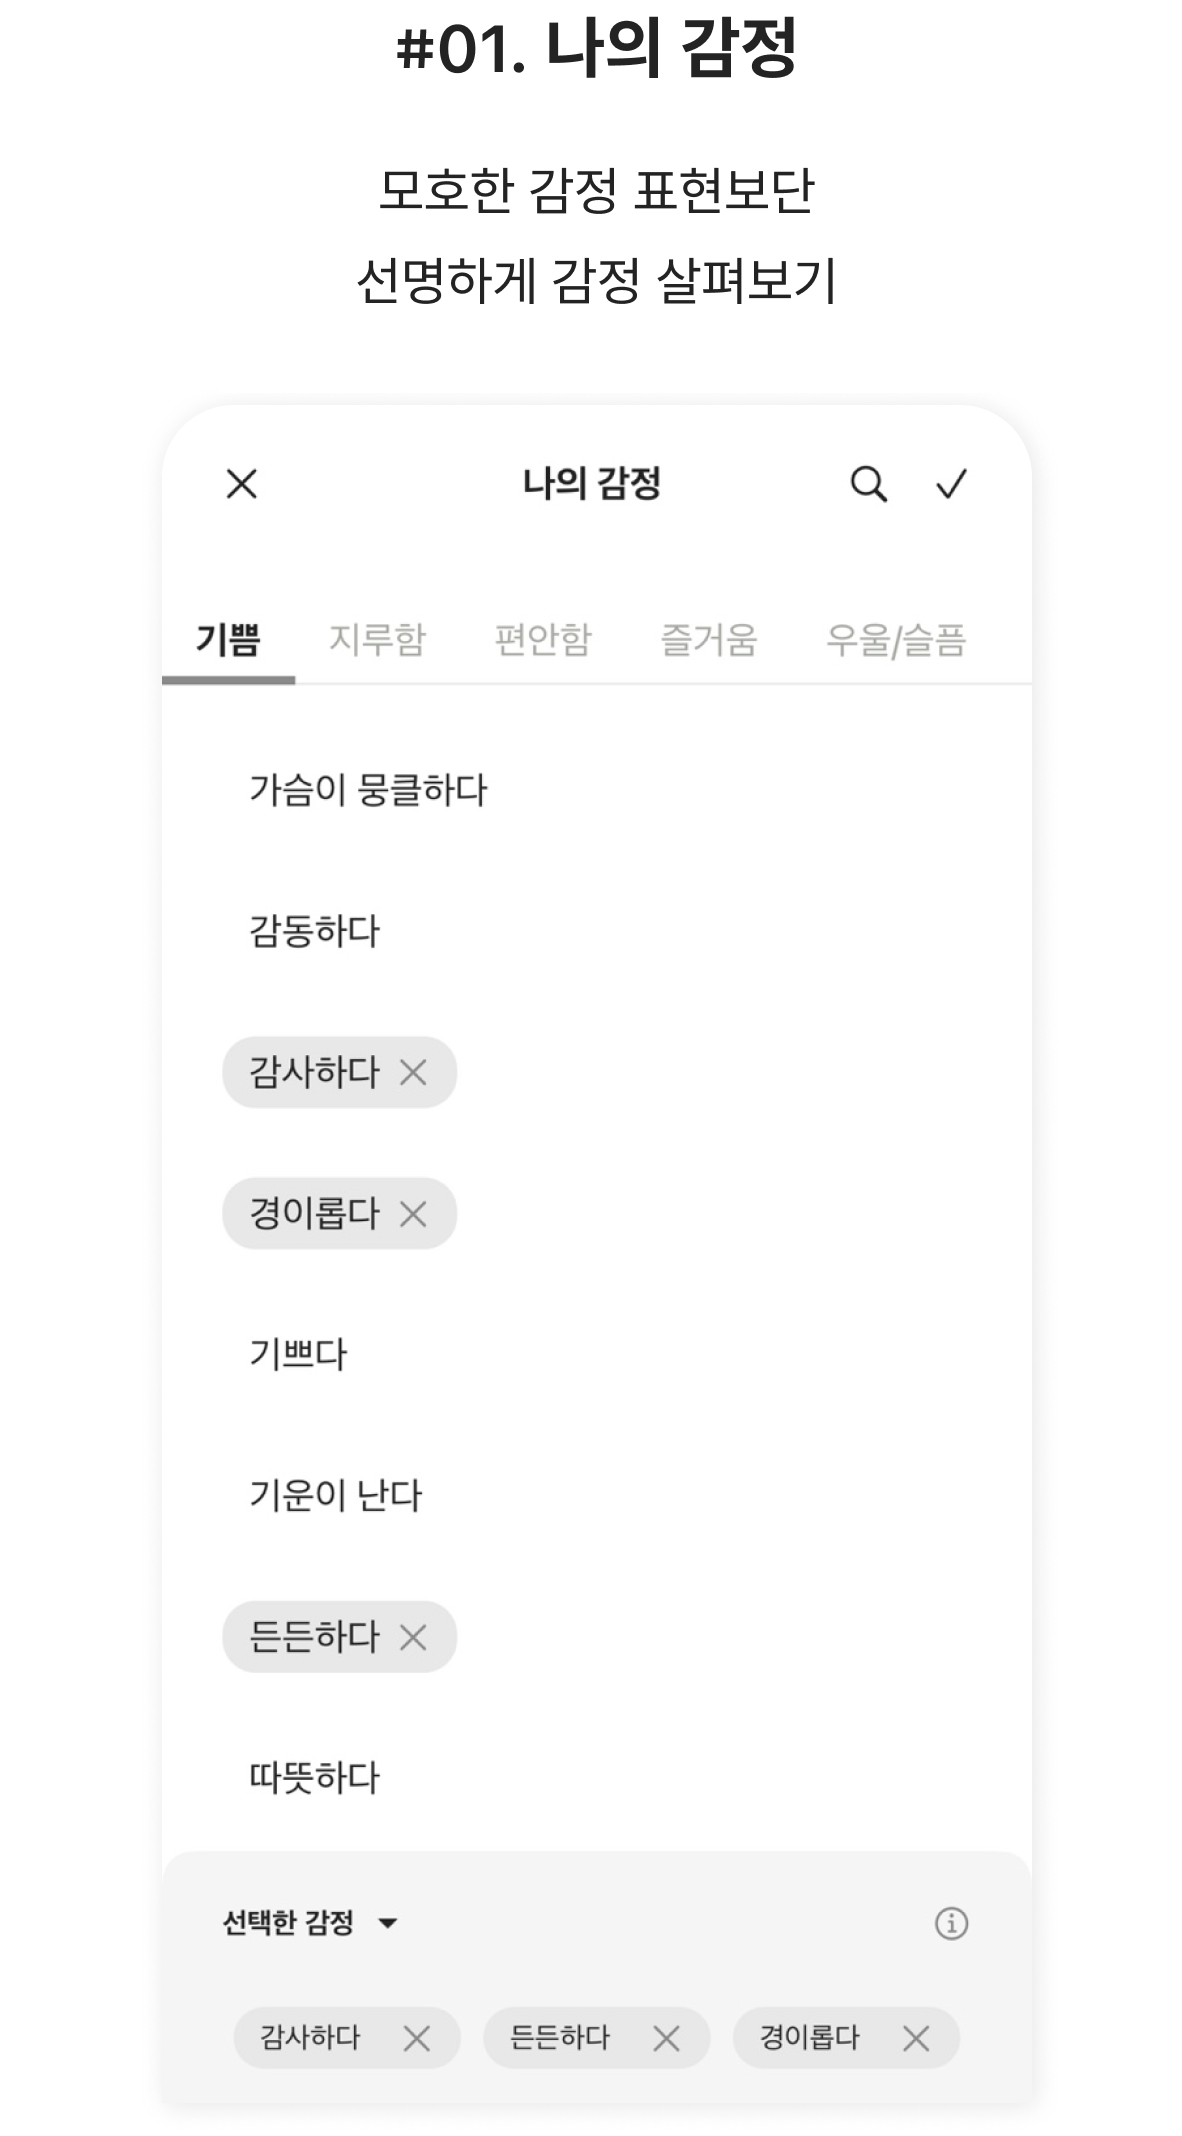 #01. 나의 감정
모호한 감정 표현보단
선명하게 감정 살펴보기
나의 감정
기쁨 지루함 편안함 즐거움 우울/슬픔
가슴이 뭉클하다
감동하다
감사하다
경이롭다
기쁘다
기운이 난다
든든하다
따뜻하다
선택한 감정
감사하다 든든하다 경이롭다